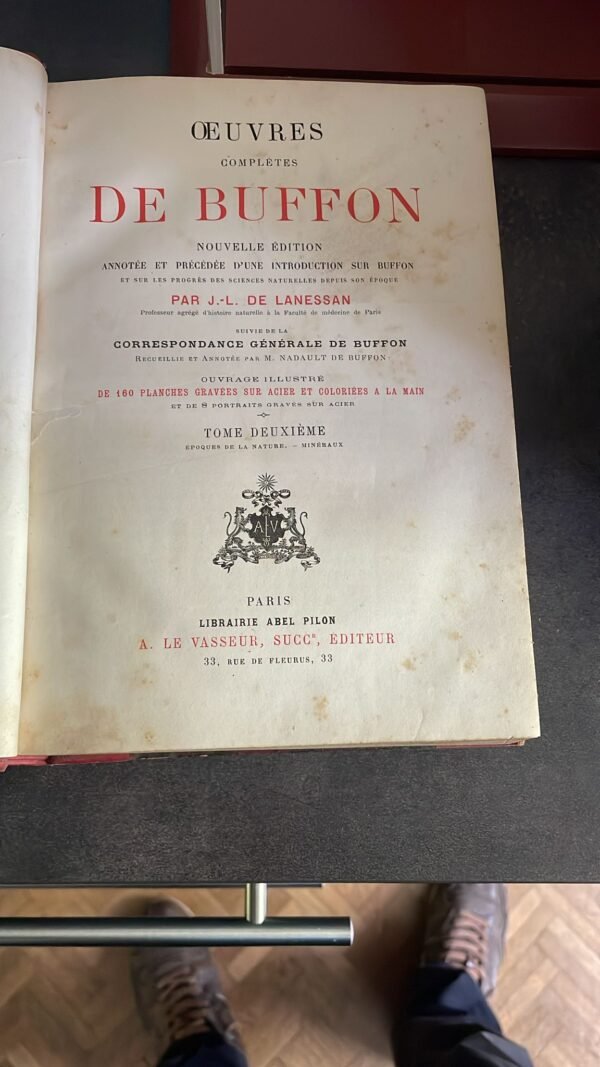 ŒUVRES
COMPLÈTES
DE BUFFON
NOUVELLE ÉDITION
ANNOTÉE ET PRÉCÉDÉE D'UNE INTRODUCTION SUR BUFFON
ET SUR LES PROGRÈS DES SCIENCES NATURELLES DEPUIS SON ÉPOQUE
PAR J.-L. DE LANESSAN
Professeur agrégé d'histoire naturelle à la Faculté de médecine de Paris
SUIVIE DE LA
CORRESPONDANCE GÉNÉRALE DE BUFFON
RECUEILLIE ET ANNOTÉE PAR M. NADAULT DE BUFFON
OUVRAGE ILLUSTRÉ
DE 160 PLANCHES GRAVÉES SUR ACIER ET COLORIÉES A LA MAIN
ET DE 8 PORTRAITS GRAVÉS SUR ACIER
TOME DEUXIÈME
ÉPOQUES DE LA NATURE. — MINÉRAUX
A V
PARIS
LIBRAIRIE ABEL PILON
A. LE VASSEUR, SUCCR, EDITEUR
33, RUE DE FLEURUS, 33